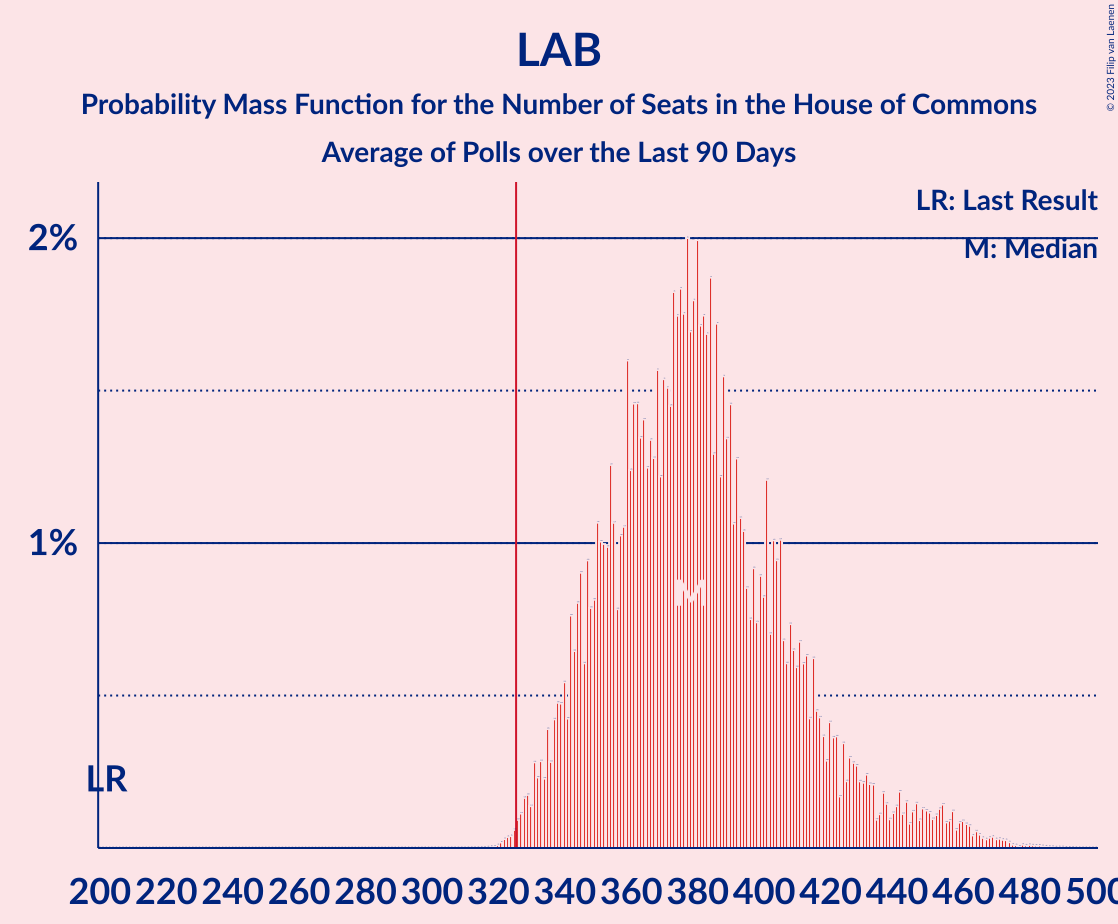 LAB
Probability Mass Function for the Number of Seats in the House of Commons
Average of Polls over the Last 90 Days
© 2023 Filip van Laenen
LR: Last Result
M: Median
2%
1%
M
LR
200 220 240 260 280 300 320 340 360 380 400 420 440 460 480 500